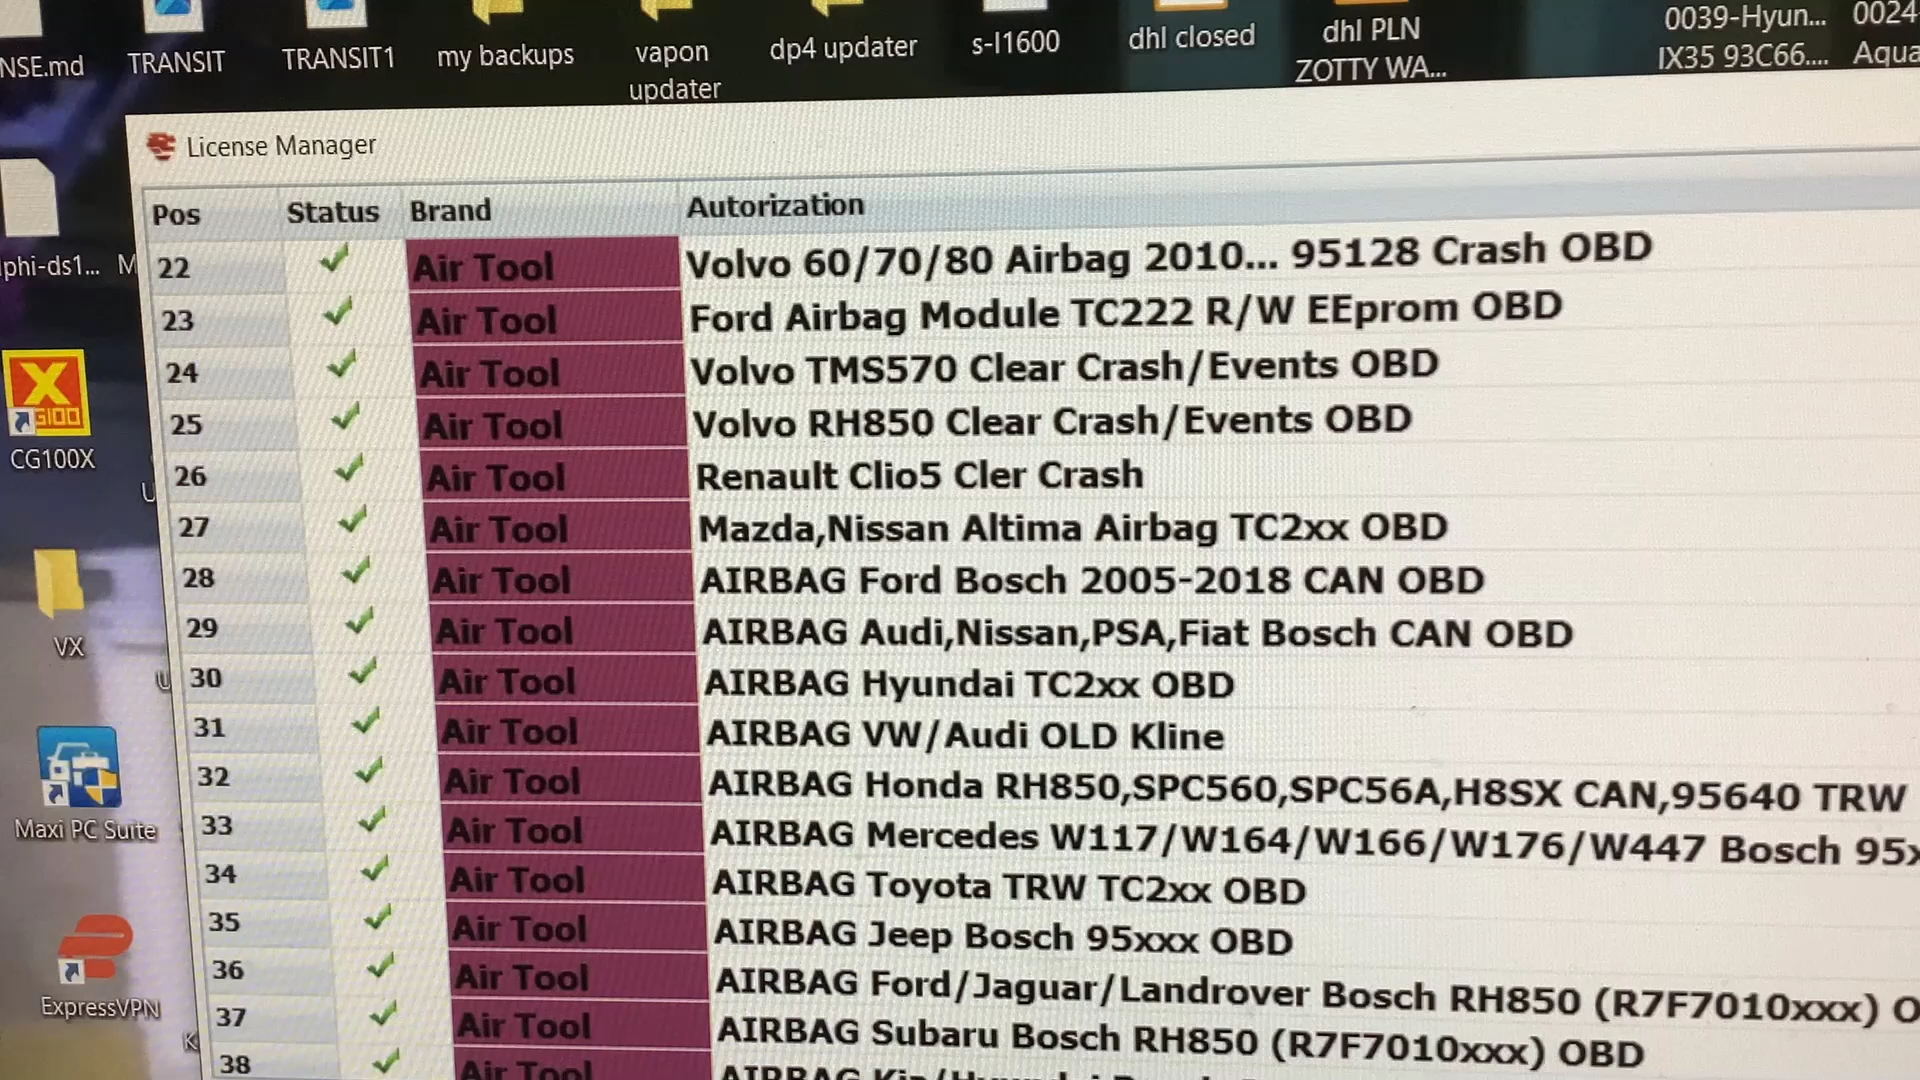 NSE.md
TRANSIT
TRANSIT1
my backups
vapon
updater
dp4 updater
s-I1600
dhl closed
dhl PLN
ZOTTY WA...
0039-Hyun...
IX35 93C66....
0024
Aqua
License Manager
Pos Status Brand Autorization
22 Air Tool Volvo 60/70/80 Airbag 2010... 95128 Crash OBD
23 Air Tool Ford Airbag Module TC222 R/W EEprom OBD
24 Air Tool Volvo TMS570 Clear Crash/Events OBD
25 Air Tool Volvo RH850 Clear Crash/Events OBD
26 Air Tool Renault Clio5 Cler Crash
27 Air Tool Mazda,Nissan Altima Airbag TC2xx OBD
28 Air Tool AIRBAG Ford Bosch 2005-2018 CAN OBD
29 Air Tool AIRBAG Audi,Nissan,PSA,Fiat Bosch CAN OBD
30 Air Tool AIRBAG Hyundai TC2xx OBD
31 Air Tool AIRBAG VW/Audi OLD Kline
32 Air Tool AIRBAG Honda RH850,SPC560,SPC56A,H8SX CAN,95640 TRW
33 Air Tool AIRBAG Mercedes W117/W164/W166/W176/W447 Bosch 95x
34 Air Tool AIRBAG Toyota TRW TC2xx OBD
35 Air Tool AIRBAG Jeep Bosch 95xxx OBD
36 Air Tool AIRBAG Ford/Jaguar/Landrover Bosch RH850 (R7F7010xxx) O
37 Air Tool AIRBAG Subaru Bosch RH850 (R7F7010xxx) OBD
38 Air Tool AIRBAG
phi-ds1...
M
X
G100
CG100X
U
VX
U
Maxi PC Suite
ExpressVPN
K